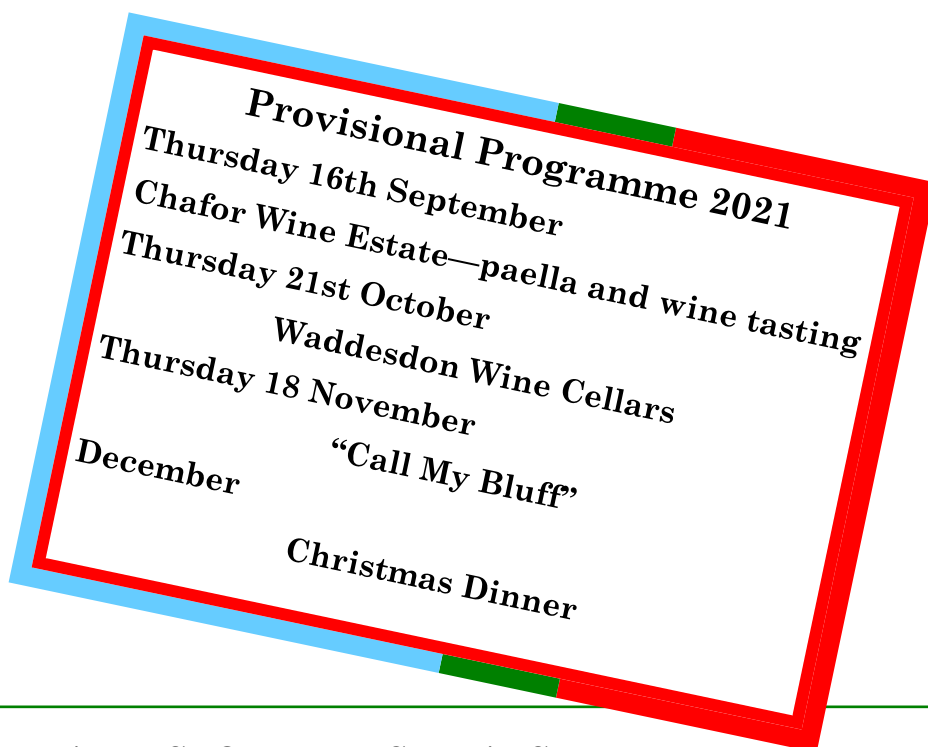 Provisional Programme 2021
Thursday 16th September
Chafor Wine Estate—paella and wine tasting
Thursday 21st October
Waddesdon Wine Cellars
Thursday 18 November
“Call My Bluff”
December
Christmas Dinner